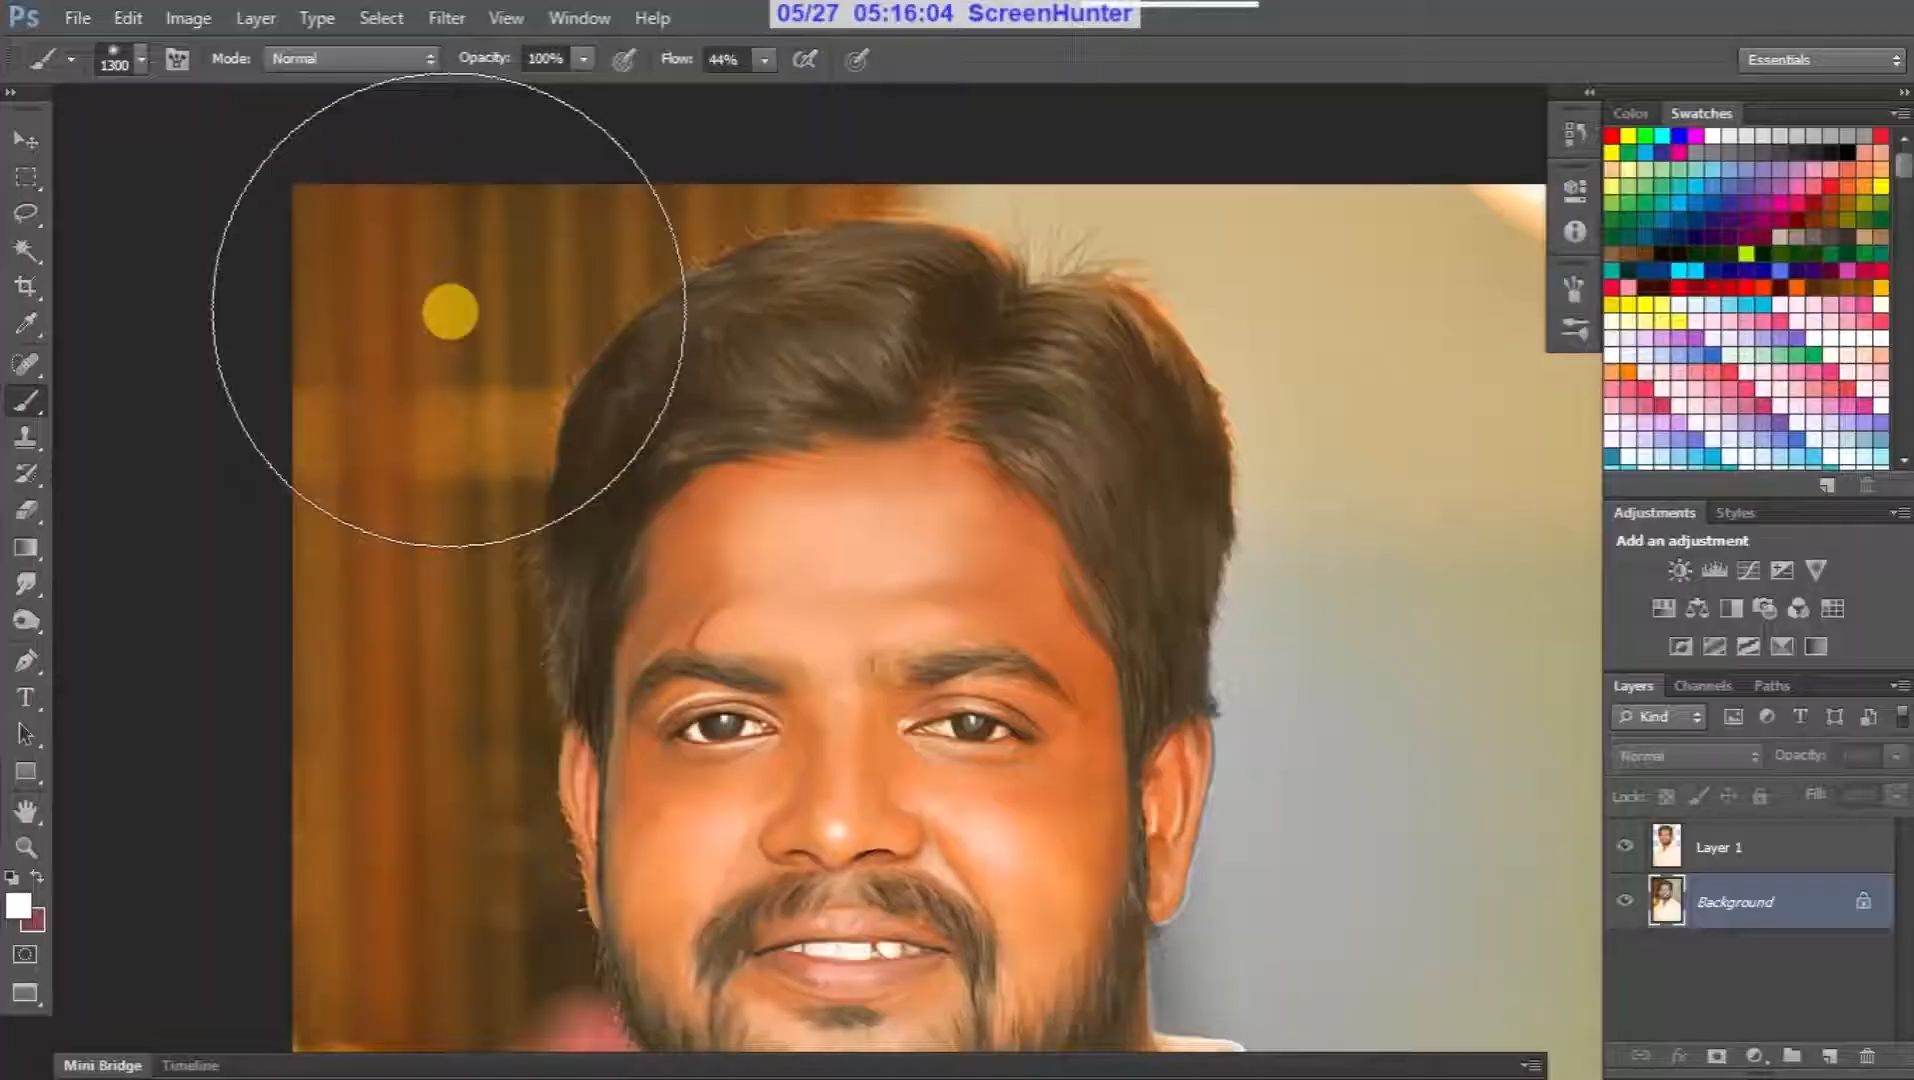 Ps File Edit Image Layer Type Select Filter View Window Help
05/27 05:16:04 ScreenHunter
1300 Mode: Normal Opacity: 100% Flow: 44% Essentials
Color Swatches
Adjustments Styles
Add an adjustment
Layers Channels Paths
Kind
Normal Opacity:
Lock: Fill:
Layer 1
Background
Mini Bridge Timeline